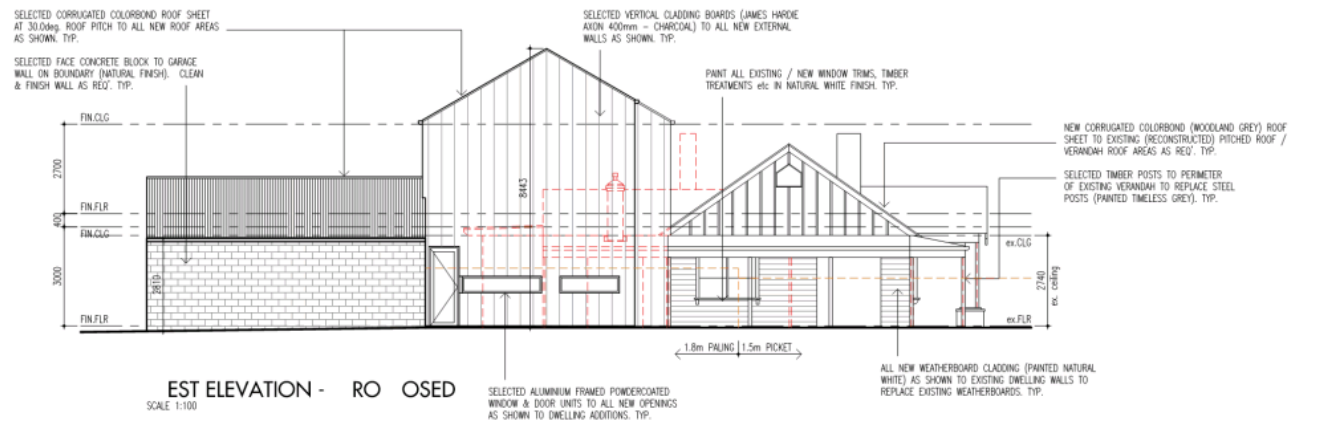 SELECTED CORRUGATED COLORBOND ROOF SHEET
AT 30.0deg. ROOF PITCH TO ALL NEW ROOF AREAS
AS SHOWN. TYP.
SELECTED FACE CONCRETE BLOCK TO GARAGE
WALL ON BOUNDARY (NATURAL FINISH). CLEAN
& FINISH WALL AS REQ'. TYP.
SELECTED VERTICAL CLADDING BOARDS (JAMES HARDIE
AXON 400mm - CHARCOAL) TO ALL NEW EXTERNAL
WALLS AS SHOWN. TYP.
PAINT ALL EXISTING / NEW WINDOW TRIMS, TIMBER
TREATMENTS etc IN NATURAL WHITE FINISH. TYP.
NEW CORRUGATED COLORBOND (WOODLAND GREY) ROOF
SHEET TO EXISTING (RECONSTRUCTED) PITCHED ROOF /
VERANDAH ROOF AREAS AS REQ'. TYP.
SELECTED TIMBER POSTS TO PERIMETER
OF EXISTING VERANDAH TO REPLACE STEEL
POSTS (PAINTED TIMELESS GREY). TYP.
FIN.CLG
2700
8443
FIN.FLR
400
FIN.CLG
3000
2810
FIN.FLR
ex.CLG
2740
ex. ceiling
ex.FLR
1.8m PALING
1.5m PICKET
ALL NEW WEATHERBOARD CLADDING (PAINTED NATURAL
WHITE) AS SHOWN TO EXISTING DWELLING WALLS TO
REPLACE EXISTING WEATHERBOARDS. TYP.
SELECTED ALUMINIUM FRAMED POWDERCOATED
WINDOW & DOOR UNITS TO ALL NEW OPENINGS
AS SHOWN TO DWELLING ADDITIONS. TYP.
EST ELEVATION - RO OSED
SCALE 1:100